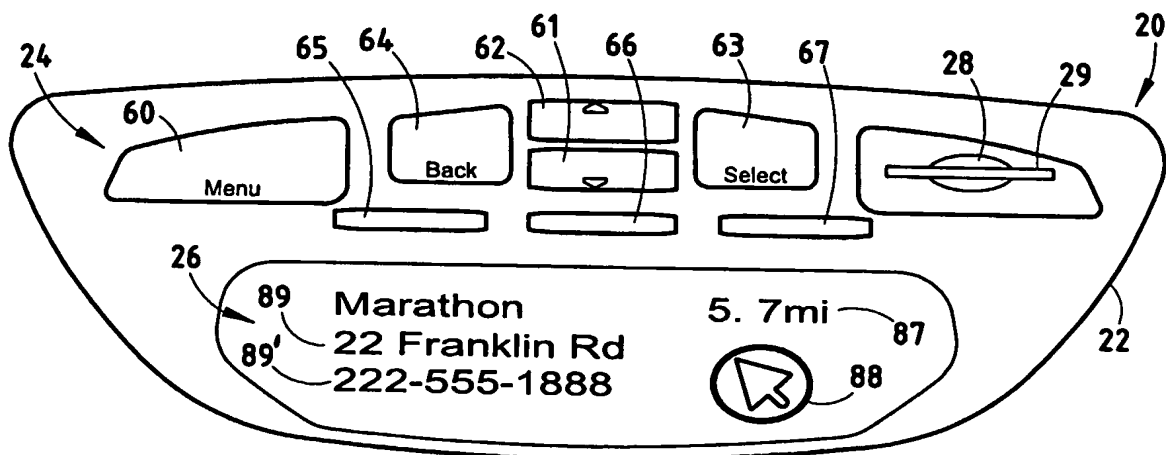 61
64 62 66 63 20
65 67 28
24 29
60
Back
Menu Select
26
89 Marathon 5. 7mi
22 Franklin Rd 87 22
89' 222-555-1888 88